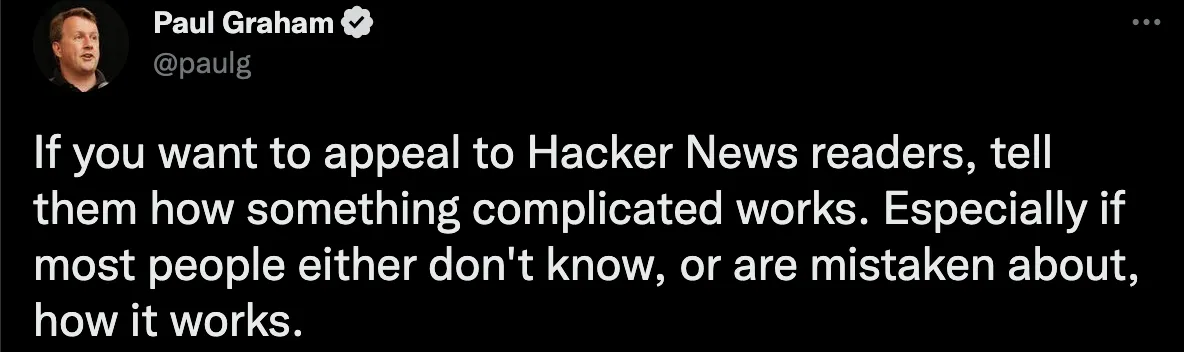 Paul Graham
@paulg
If you want to appeal to Hacker News readers, tell
them how something complicated works. Especially if
most people either don't know, or are mistaken about,
how it works.